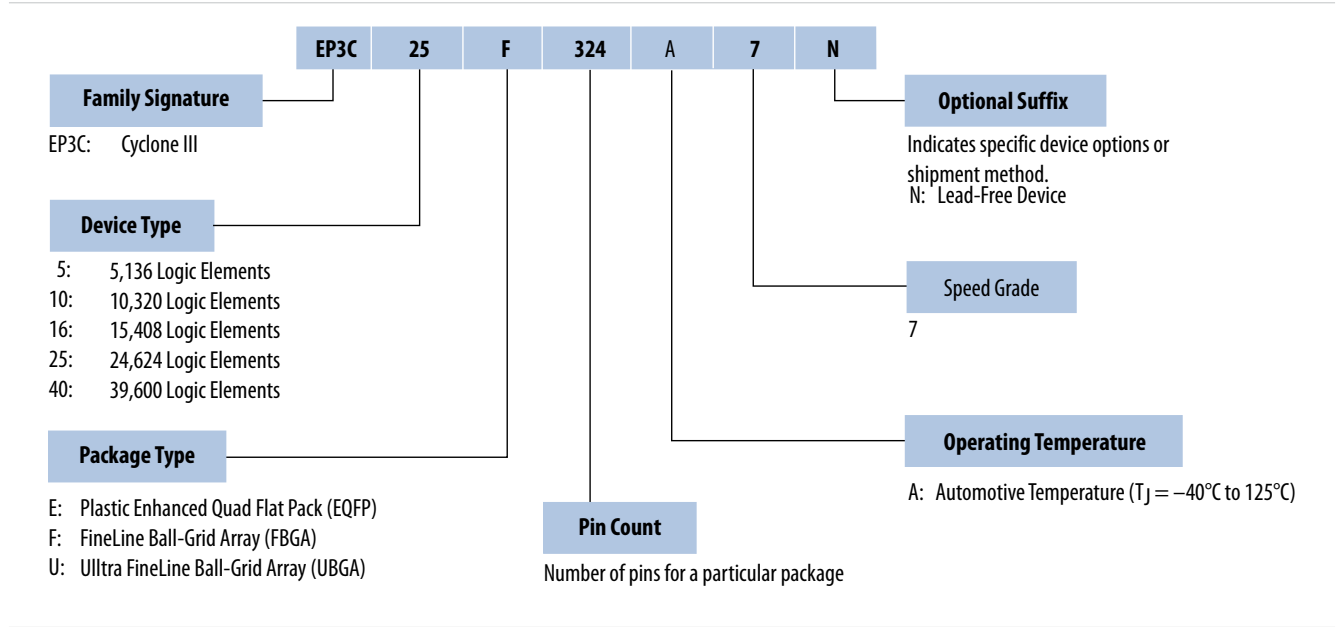 EP3C 25 F 324 A 7 N
Family Signature
EP3C: Cyclone III
Optional Suffix
Indicates specific device options or
shipment method.
N: Lead-Free Device
Device Type
5: 5,136 Logic Elements
10: 10,320 Logic Elements
16: 15,408 Logic Elements
25: 24,624 Logic Elements
40: 39,600 Logic Elements
Speed Grade
7
Package Type
E: Plastic Enhanced Quad Flat Pack (EQFP)
F: FineLine Ball-Grid Array (FBGA)
U: Ulltra FineLine Ball-Grid Array (UBGA)
Pin Count
Number of pins for a particular package
Operating Temperature
A: Automotive Temperature (TJ = –40°C to 125°C)